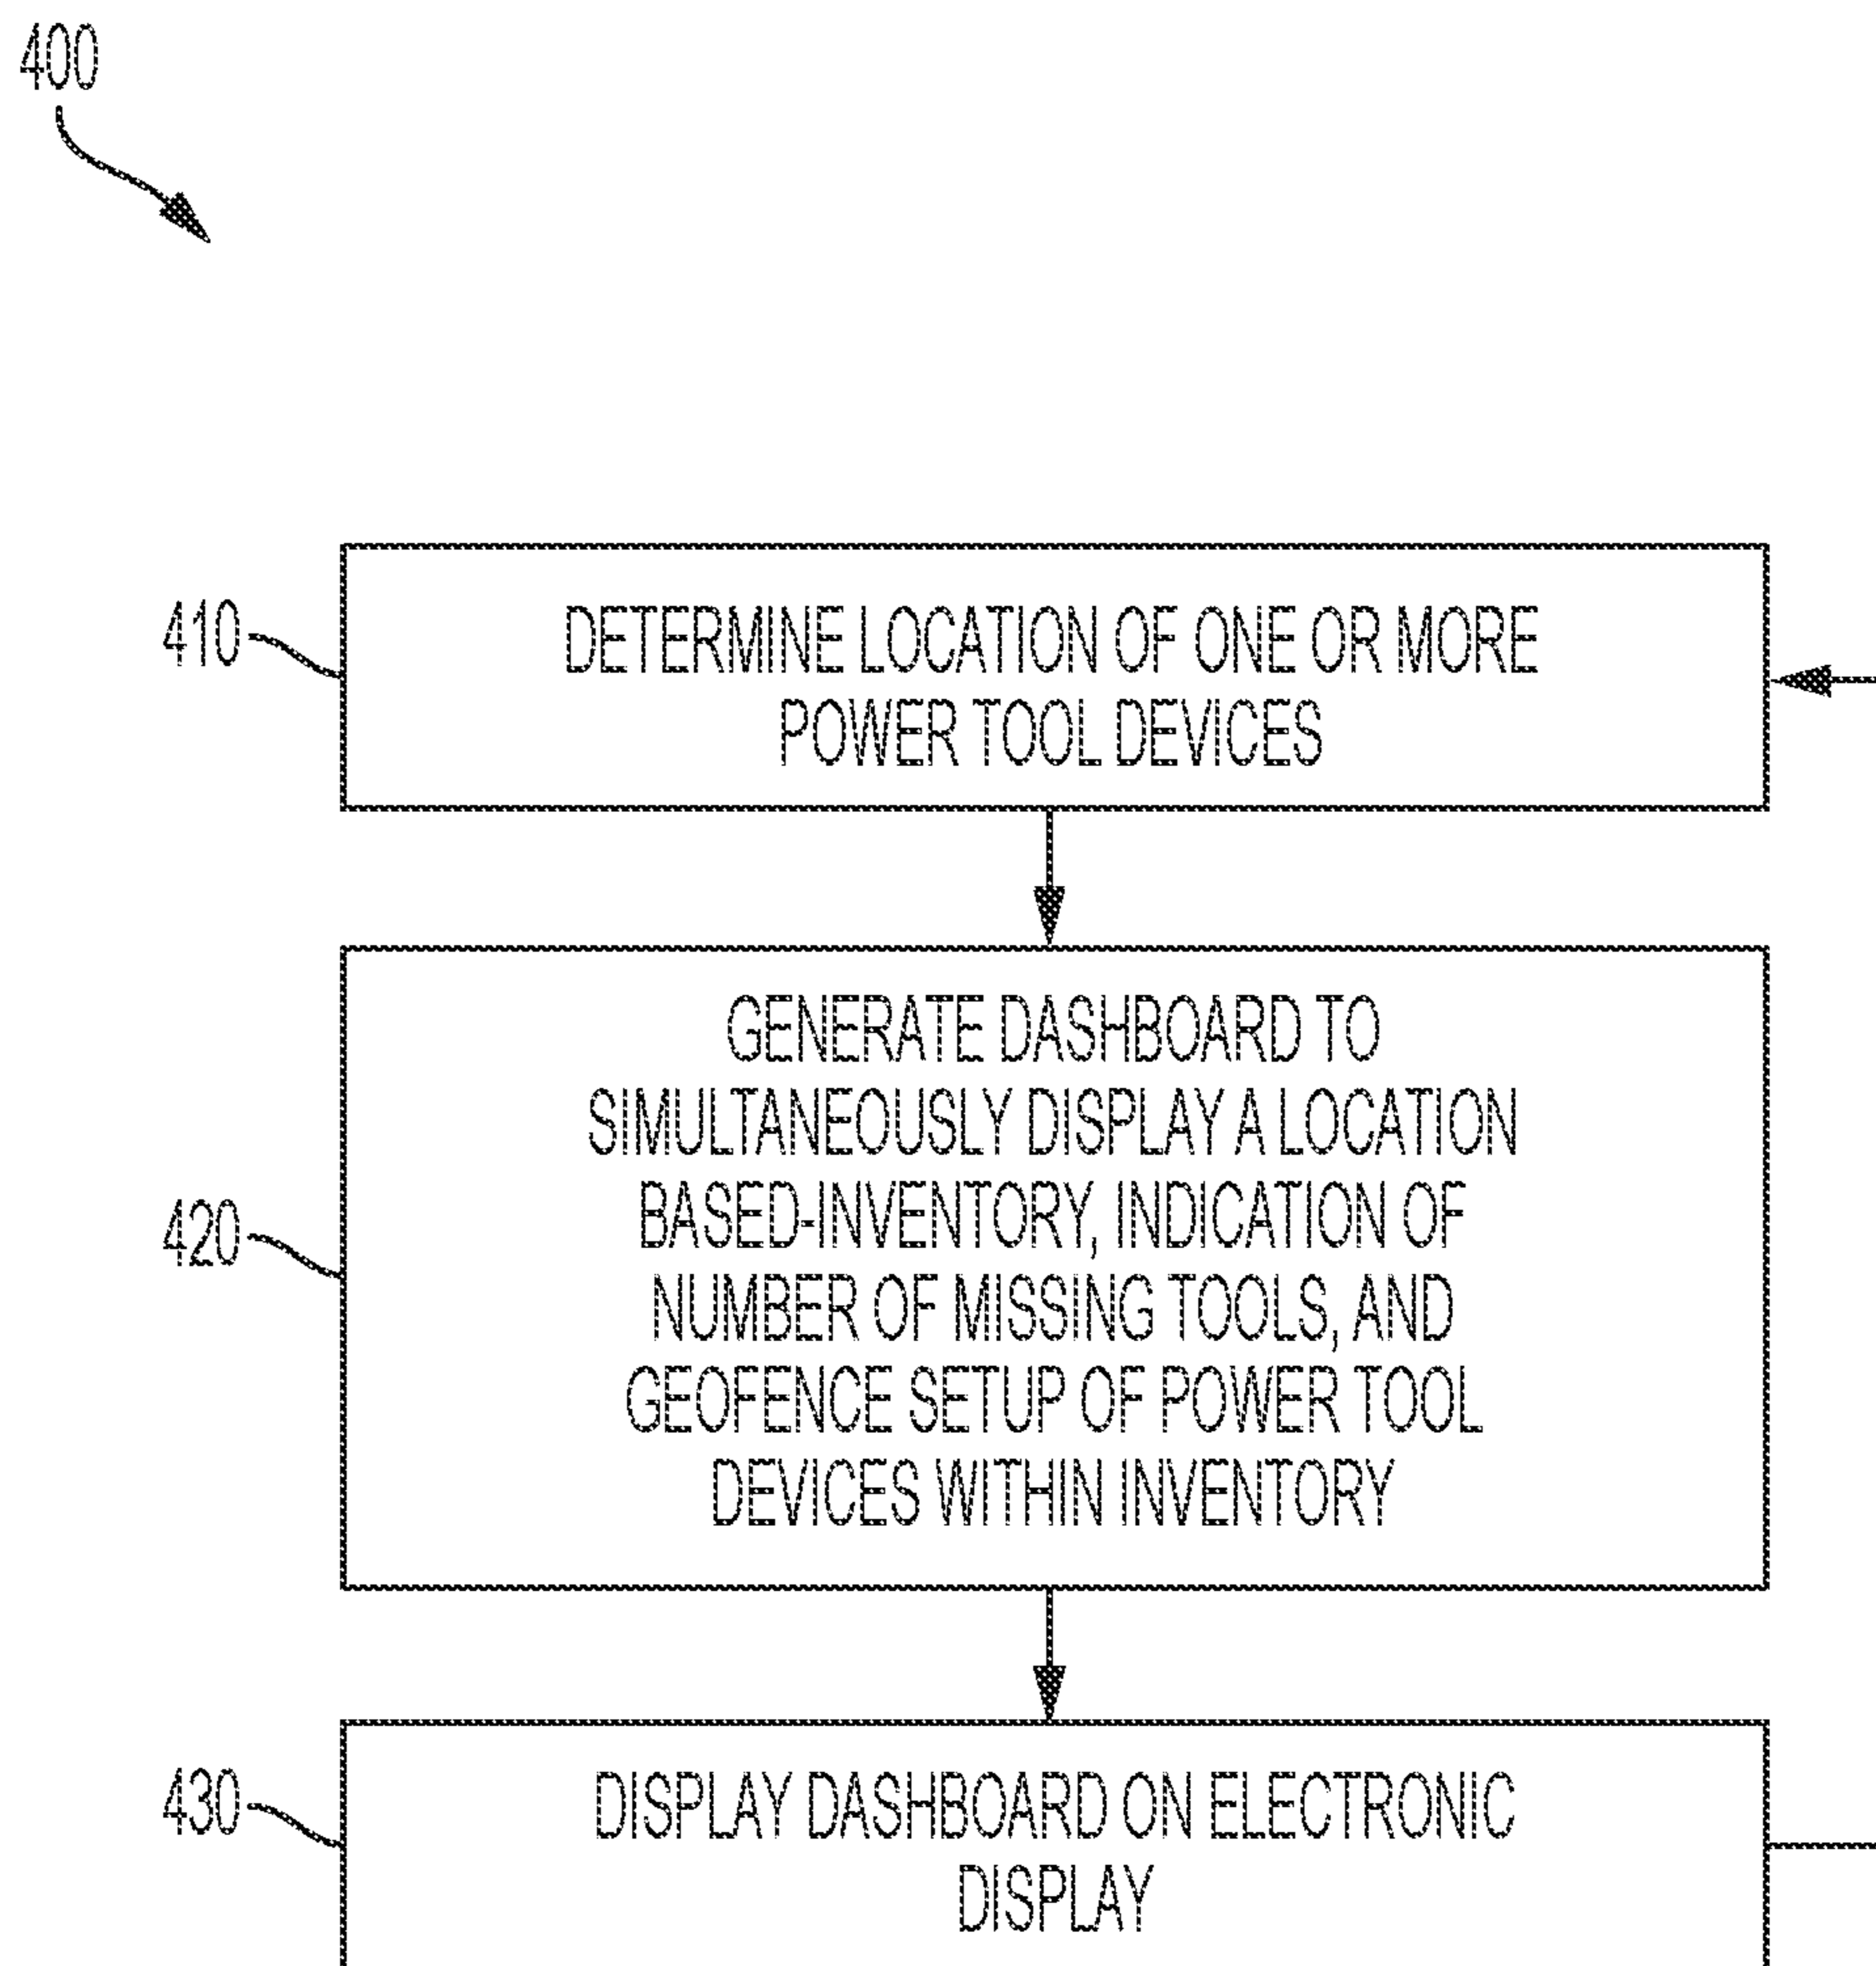 400
410
DETERMINE LOCATION OF ONE OR MORE
POWER TOOL DEVICES
420
GENERATE DASHBOARD TO
SIMULTANEOUSLY DISPLAY A LOCATION
BASED-INVENTORY, INDICATION OF
NUMBER OF MISSING TOOLS, AND
GEOFENCE SETUP OF POWER TOOL
DEVICES WITHIN INVENTORY
430
DISPLAY DASHBOARD ON ELECTRONIC
DISPLAY